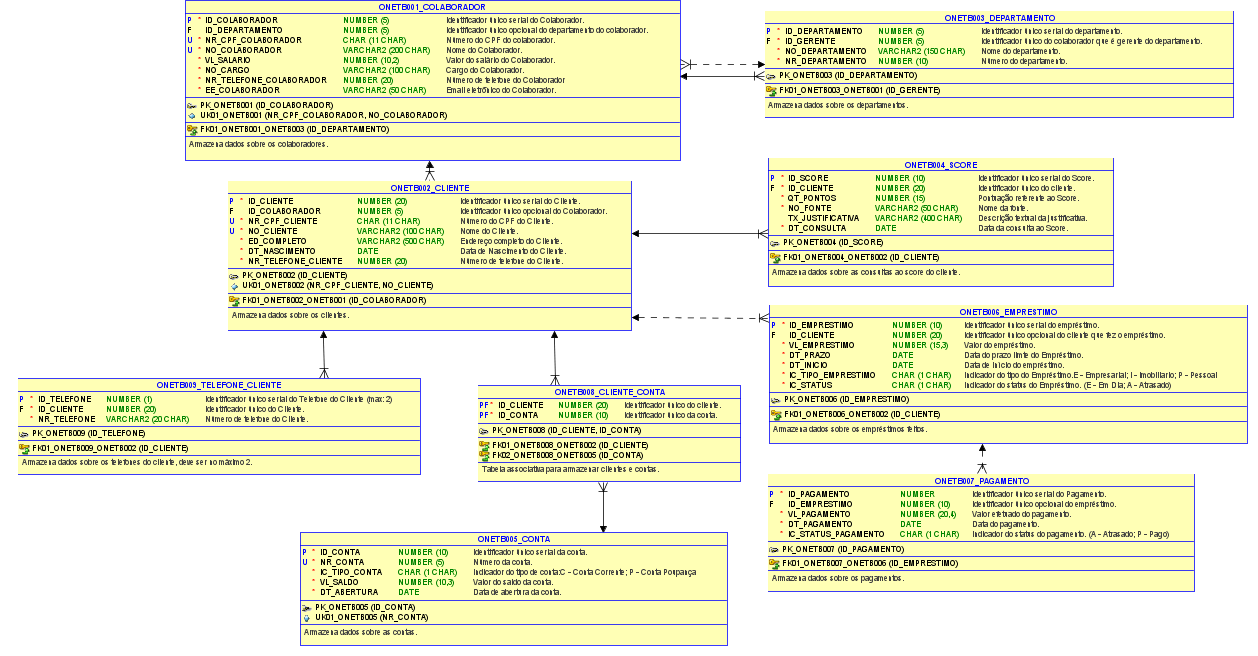 ONETB001_COLABORADOR
P * ID_COLABORADOR NUMBER (5) Identificador único serial do Colaborador.
F ID_DEPARTAMENTO NUMBER (5) Identificador único opcional do departamento do colaborador.
U * NR_CPF_COLABORADOR CHAR (11 CHAR) Número do CPF do colaborador.
U * NO_COLABORADOR VARCHAR2 (200 CHAR) Nome do Colaborador.
* VL_SALARIO NUMBER (10,2) Valor do salário do Colaborador.
* NO_CARGO VARCHAR2 (100 CHAR) Cargo do Colaborador.
* NR_TELEFONE_COLABORADOR NUMBER (20) Número de telefone do Colaborador
* EE_COLABORADOR VARCHAR2 (50 CHAR) Email eletrônico do Colaborador.
PK_ONETB001 (ID_COLABORADOR)
UK01_ONETB001 (NR_CPF_COLABORADOR, NO_COLABORADOR)
FK01_ONETB001_ONETB003 (ID_DEPARTAMENTO)
Armazena dados sobre os colaboradores.
ONETB003_DEPARTAMENTO
P * ID_DEPARTAMENTO NUMBER (5) Identificador único serial do departamento.
F * ID_GERENTE NUMBER (5) Identificador único do colaborador que é gerente do departamento.
* NO_DEPARTAMENTO VARCHAR2 (150 CHAR) Nome do departamento.
* NR_DEPARTAMENTO NUMBER (10) Número do departamento.
PK_ONETB003 (ID_DEPARTAMENTO)
FK01_ONETB003_ONETB001 (ID_GERENTE)
Armazena dados sobre os departamentos.
ONETB002_CLIENTE
P * ID_CLIENTE NUMBER (20) Identificador único serial do Cliente.
F ID_COLABORADOR NUMBER (5) Identificador único opcional do Colaborador.
U * NR_CPF_CLIENTE CHAR (11 CHAR) Número do CPF do Cliente.
U * NO_CLIENTE VARCHAR2 (100 CHAR) Nome do Cliente.
* ED_COMPLETO VARCHAR2 (500 CHAR) Endereço completo do Cliente.
* DT_NASCIMENTO DATE Data de Nascimento do Cliente.
* NR_TELEFONE_CLIENTE NUMBER (20) Número de telefone do Cliente.
PK_ONETB002 (ID_CLIENTE)
UK01_ONETB002 (NR_CPF_CLIENTE, NO_CLIENTE)
FK01_ONETB002_ONETB001 (ID_COLABORADOR)
Armazena dados sobre os clientes.
ONETB004_SCORE
P * ID_SCORE NUMBER (10) Identificador único serial do Score.
F * ID_CLIENTE NUMBER (20) Identificador único do cliente.
* QT_PONTOS NUMBER (15) Pontuação referente ao Score.
* NO_FONTE VARCHAR2 (50 CHAR) Nome da fonte.
TX_JUSTIFICATIVA VARCHAR2 (400 CHAR) Descrição textual da justificativa.
* DT_CONSULTA DATE Data da consulta ao Score.
PK_ONETB004 (ID_SCORE)
FK01_ONETB004_ONETB002 (ID_CLIENTE)
Armazena dados sobre as consultas ao score do cliente.
ONETB006_EMPRESTIMO
P * ID_EMPRESTIMO NUMBER (10) Identificador único serial do empréstimo.
F ID_CLIENTE NUMBER (20) Identificador único opcional do cliente que fez o empréstimo.
* VL_EMPRESTIMO NUMBER (15,3) Valor do empréstimo.
* DT_PRAZO DATE Data do prazo limite do Empréstimo.
* DT_INICIO DATE Data de Início do empréstimo.
* IC_TIPO_EMPRESTIMO CHAR (1 CHAR) Indicador do tipo do Empréstimo.E - Empresarial; I - Imobiliário; P - Pessoal
* IC_STATUS CHAR (1 CHAR) Indicador do status do Empréstimo. (E - Em Dia; A - Atrasado)
PK_ONETB006 (ID_EMPRESTIMO)
FK01_ONETB006_ONETB002 (ID_CLIENTE)
Armazena dados sobre os empréstimos feitos.
ONETB009_TELEFONE_CLIENTE
P * ID_TELEFONE NUMBER (1) Identificador único serial do Telefone do Cliente (max: 2)
F * ID_CLIENTE NUMBER (20) Identificador único do Cliente.
* NR_TELEFONE VARCHAR2 (20 CHAR) Número de telefone do Cliente.
PK_ONETB009 (ID_TELEFONE)
FK01_ONETB009_ONETB002 (ID_CLIENTE)
Armazena dados sobre os telefones do cliente, deve ser no máximo 2.
ONETB008_CLIENTE_CONTA
PF * ID_CLIENTE NUMBER (20) Identificador único do cliente.
PF * ID_CONTA NUMBER (10) Identificador único da conta.
PK_ONETB008 (ID_CLIENTE, ID_CONTA)
FK01_ONETB008_ONETB002 (ID_CLIENTE)
FK02_ONETB008_ONETB005 (ID_CONTA)
Tabela associativa para armazenar clientes e contas.
ONETB007_PAGAMENTO
P * ID_PAGAMENTO NUMBER Identificador único serial do Pagamento.
F ID_EMPRESTIMO NUMBER (10) Identificador único opcional do empréstimo.
* VL_PAGAMENTO NUMBER (20,4) Valor efetuado do pagamento.
* DT_PAGAMENTO DATE Data do pagamento.
* IC_STATUS_PAGAMENTO CHAR (1 CHAR) Indicador do status do pagamento. (A - Atrasado; P - Pago)
PK_ONETB007 (ID_PAGAMENTO)
FK01_ONETB007_ONETB006 (ID_EMPRESTIMO)
Armazena dados sobre os pagamentos.
ONETB005_CONTA
P * ID_CONTA NUMBER (10) Identificador único serial da conta.
U * NR_CONTA NUMBER (5) Número da conta.
* IC_TIPO_CONTA CHAR (1 CHAR) Indicador do tipo de conta:C - Conta Corrente; P - Conta Poupança
* VL_SALDO NUMBER (10,3) Valor do saldo da conta.
* DT_ABERTURA DATE Data de abertura da conta.
PK_ONETB005 (ID_CONTA)
UK01_ONETB005 (NR_CONTA)
Armazena dados sobre as contas.